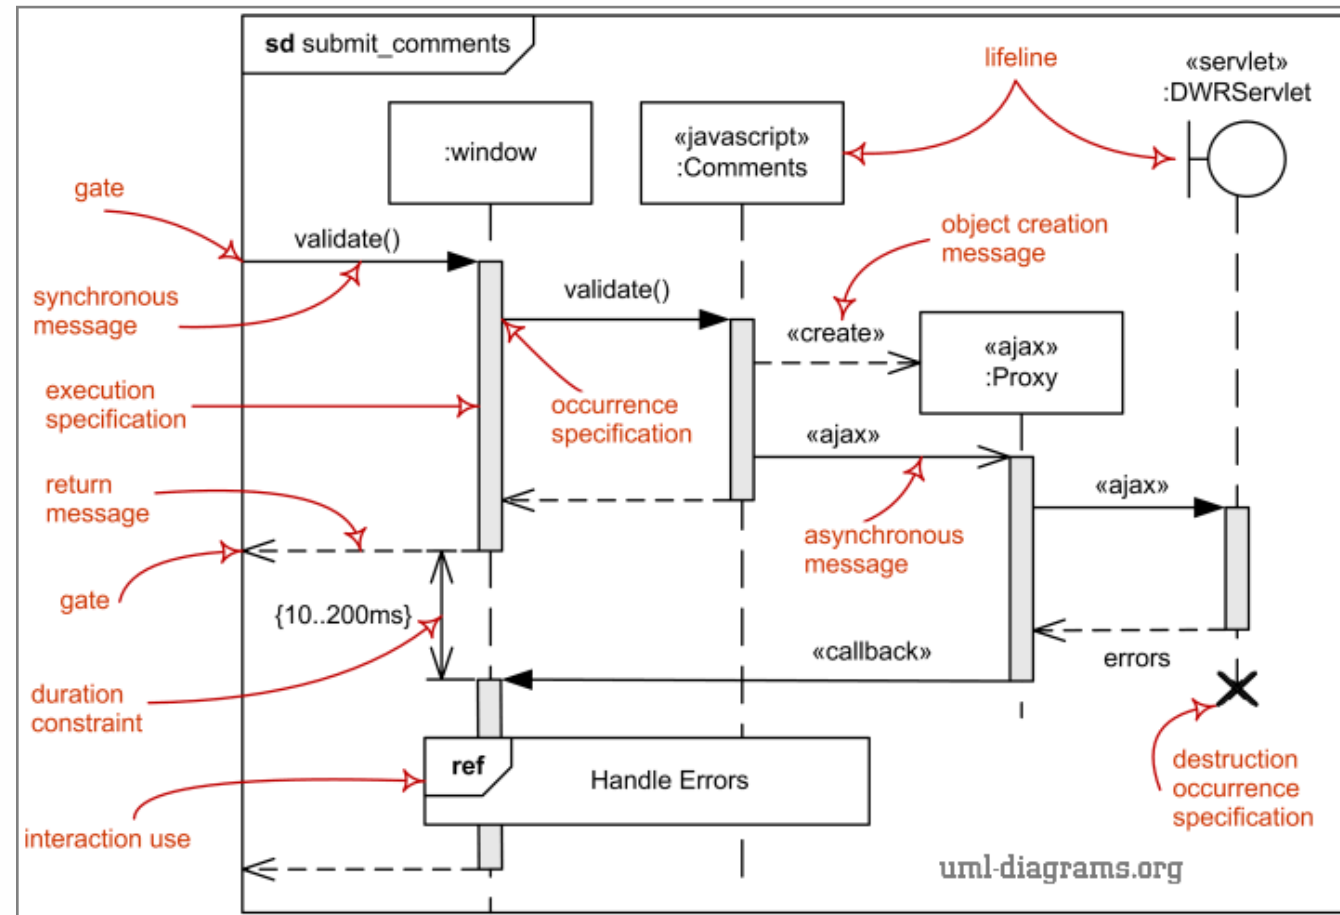 sd submit_comments
lifeline
«servlet»
:DWRServlet
:window
«javascript»
:Comments
gate
validate()
object creation
message
synchronous
message
validate()
«create»
«ajax»
:Proxy
execution
specification
occurrence
specification
«ajax»
return
message
«ajax»
asynchronous
message
gate
{10..200ms}
«callback»
errors
duration
constraint
ref
Handle Errors
destruction
occurrence
specification
interaction use
uml-diagrams.org